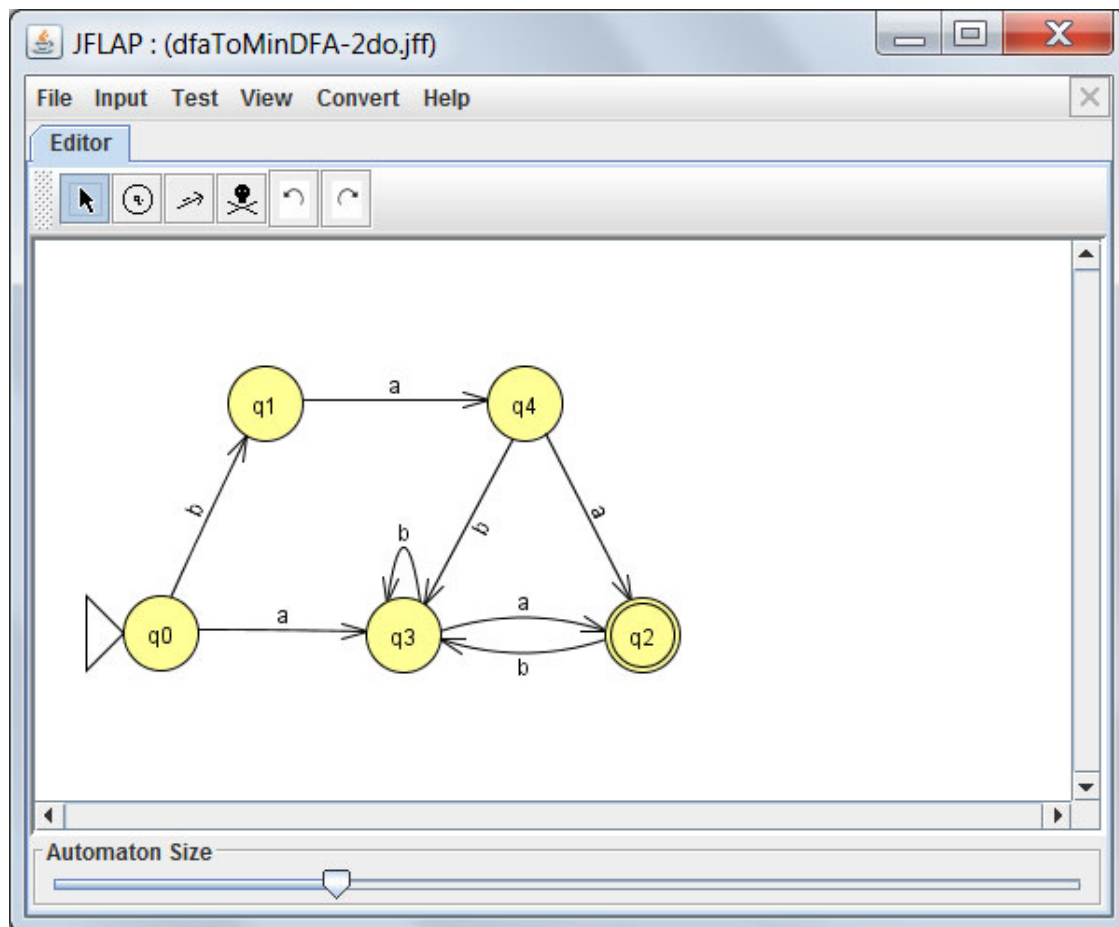 JFLAP : (dfaToMinDFA-2do.jff)
File Input Test View Convert Help
Editor
q
a
q1
q4
b
b
a
b
a
a
q0
q3
q2
b
Automaton Size